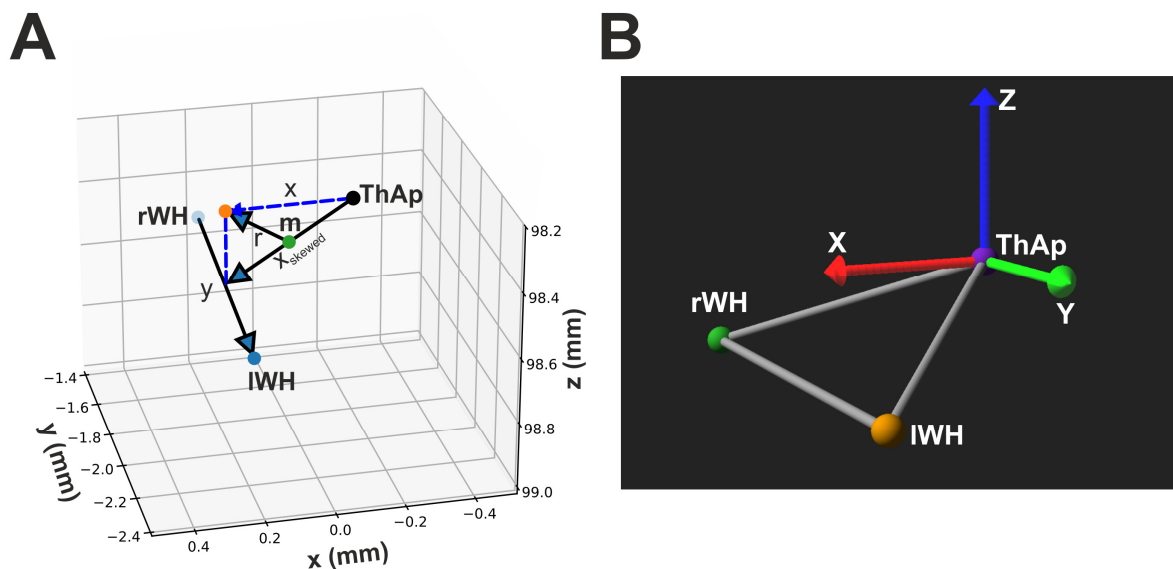 A
B
x
ThAp
rWH
m
r
x_skewed
y
lWH
98.2
98.4
98.6
98.8
99.0
z (mm)
−1.4
−1.6
−1.8
−2.0
−2.2
−2.4
y (mm)
0.4
0.2
0.0
−0.2
−0.4
x (mm)
Z
X
ThAp
rWH
Y
lWH